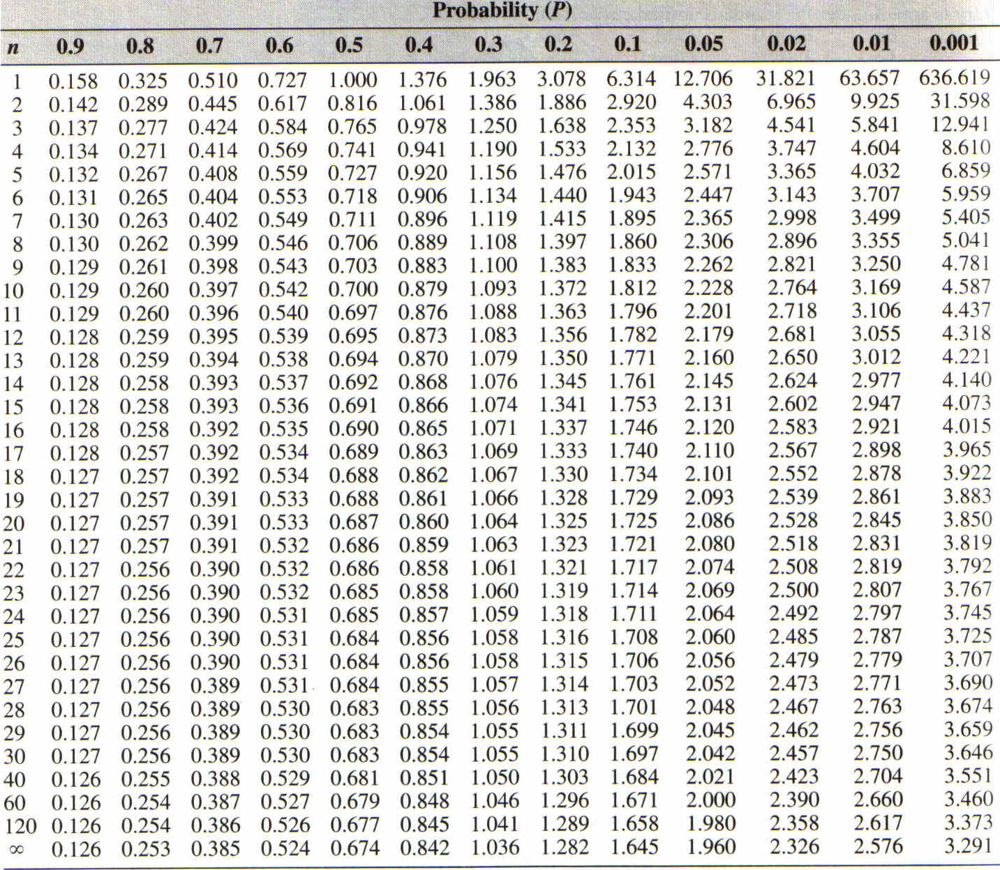 Probability (P)
n 0.9 0.8 0.7 0.6 0.5 0.4 0.3 0.2 0.1 0.05 0.02 0.01 0.001
1 0.158 0.325 0.510 0.727 1.000 1.376 1.963 3.078 6.314 12.706 31.821 63.657 636.619
2 0.142 0.289 0.445 0.617 0.816 1.061 1.386 1.886 2.920 4.303 6.965 9.925 31.598
3 0.137 0.277 0.424 0.584 0.765 0.978 1.250 1.638 2.353 3.182 4.541 5.841 12.941
4 0.134 0.271 0.414 0.569 0.741 0.941 1.190 1.533 2.132 2.776 3.747 4.604 8.610
5 0.132 0.267 0.408 0.559 0.727 0.920 1.156 1.476 2.015 2.571 3.365 4.032 6.859
6 0.131 0.265 0.404 0.553 0.718 0.906 1.134 1.440 1.943 2.447 3.143 3.707 5.959
7 0.130 0.263 0.402 0.549 0.711 0.896 1.119 1.415 1.895 2.365 2.998 3.499 5.405
8 0.130 0.262 0.399 0.546 0.706 0.889 1.108 1.397 1.860 2.306 2.896 3.355 5.041
9 0.129 0.261 0.398 0.543 0.703 0.883 1.100 1.383 1.833 2.262 2.821 3.250 4.781
10 0.129 0.260 0.397 0.542 0.700 0.879 1.093 1.372 1.812 2.228 2.764 3.169 4.587
11 0.129 0.260 0.396 0.540 0.697 0.876 1.088 1.363 1.796 2.201 2.718 3.106 4.437
12 0.128 0.259 0.395 0.539 0.695 0.873 1.083 1.356 1.782 2.179 2.681 3.055 4.318
13 0.128 0.259 0.394 0.538 0.694 0.870 1.079 1.350 1.771 2.160 2.650 3.012 4.221
14 0.128 0.258 0.393 0.537 0.692 0.868 1.076 1.345 1.761 2.145 2.624 2.977 4.140
15 0.128 0.258 0.393 0.536 0.691 0.866 1.074 1.341 1.753 2.131 2.602 2.947 4.073
16 0.128 0.258 0.392 0.535 0.690 0.865 1.071 1.337 1.746 2.120 2.583 2.921 4.015
17 0.128 0.257 0.392 0.534 0.689 0.863 1.069 1.333 1.740 2.110 2.567 2.898 3.965
18 0.127 0.257 0.392 0.534 0.688 0.862 1.067 1.330 1.734 2.101 2.552 2.878 3.922
19 0.127 0.257 0.391 0.533 0.688 0.861 1.066 1.328 1.729 2.093 2.539 2.861 3.883
20 0.127 0.257 0.391 0.533 0.687 0.860 1.064 1.325 1.725 2.086 2.528 2.845 3.850
21 0.127 0.257 0.391 0.532 0.686 0.859 1.063 1.323 1.721 2.080 2.518 2.831 3.819
22 0.127 0.256 0.390 0.532 0.686 0.858 1.061 1.321 1.717 2.074 2.508 2.819 3.792
23 0.127 0.256 0.390 0.532 0.685 0.858 1.060 1.319 1.714 2.069 2.500 2.807 3.767
24 0.127 0.256 0.390 0.531 0.685 0.857 1.059 1.318 1.711 2.064 2.492 2.797 3.745
25 0.127 0.256 0.390 0.531 0.684 0.856 1.058 1.316 1.708 2.060 2.485 2.787 3.725
26 0.127 0.256 0.390 0.531 0.684 0.856 1.058 1.315 1.706 2.056 2.479 2.779 3.707
27 0.127 0.256 0.389 0.531 0.684 0.855 1.057 1.314 1.703 2.052 2.473 2.771 3.690
28 0.127 0.256 0.389 0.530 0.683 0.855 1.056 1.313 1.701 2.048 2.467 2.763 3.674
29 0.127 0.256 0.389 0.530 0.683 0.854 1.055 1.311 1.699 2.045 2.462 2.756 3.659
30 0.127 0.256 0.389 0.530 0.683 0.854 1.055 1.310 1.697 2.042 2.457 2.750 3.646
40 0.126 0.255 0.388 0.529 0.681 0.851 1.050 1.303 1.684 2.021 2.423 2.704 3.551
60 0.126 0.254 0.387 0.527 0.679 0.848 1.046 1.296 1.671 2.000 2.390 2.660 3.460
120 0.126 0.254 0.386 0.526 0.677 0.845 1.041 1.289 1.658 1.980 2.358 2.617 3.373
∞ 0.126 0.253 0.385 0.524 0.674 0.842 1.036 1.282 1.645 1.960 2.326 2.576 3.291